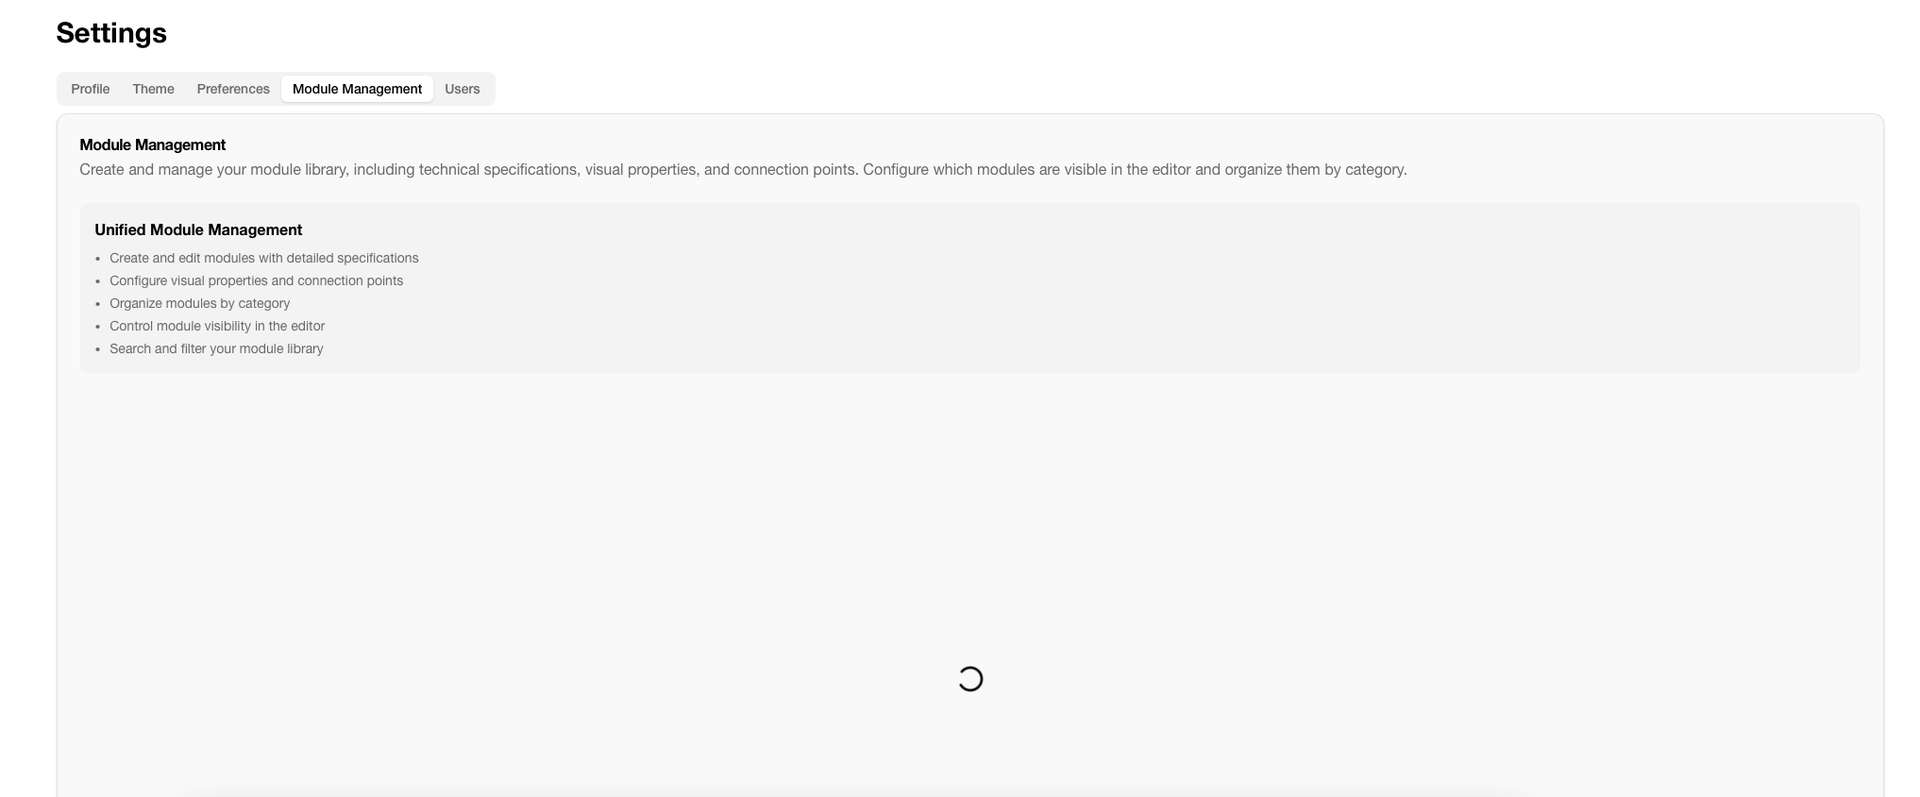 Settings
Profile Theme Preferences Module Management Users
Module Management
Create and manage your module library, including technical specifications, visual properties, and connection points. Configure which modules are visible in the editor and organize them by category.
Unified Module Management
• Create and edit modules with detailed specifications
• Configure visual properties and connection points
• Organize modules by category
• Control module visibility in the editor
• Search and filter your module library